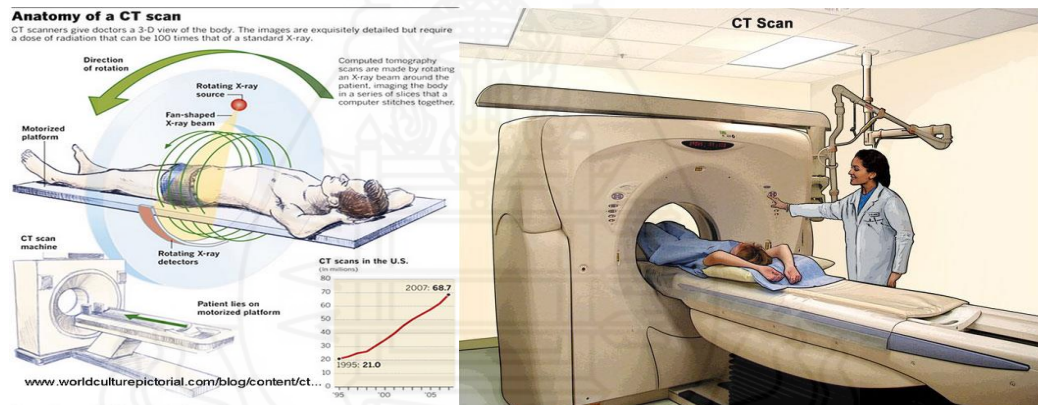 Anatomy of a CT scan
CT scanners give doctors a 3-D view of the body. The images are exquisitely detailed but require
a dose of radiation that can be 100 times that of a standard X-ray.
Direction
of rotation
Rotating X-ray
source
Fan-shaped
X-ray beam
Computed tomography
scans are made by rotating
an X-ray beam around the
patient, imaging the body
in a series of slices that a
computer stitches together.
Motorized
platform
CT scan
machine
Rotating X-ray
detectors
Patient lies on
motorized platform
CT scans in the U.S.
(In millions)
80
70
60
50
40
30
20
10
0
2007: 68.7
1995: 21.0
'95
'00
'05
www.worldculturepictorial.com/blog/content/ct...
CT Scan